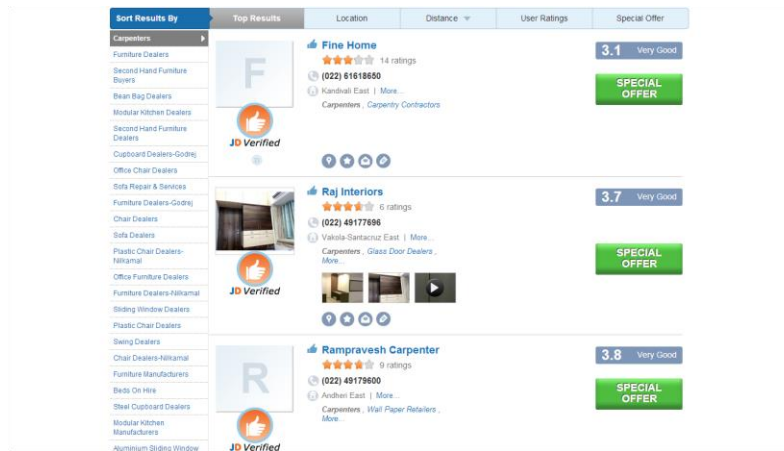 Sort Results By
Top Results
Location
Distance
User Ratings
Special Offer
Carpenters
Furniture Dealers
Second Hand Furniture
Buyers
Bean Bag Dealers
Modular Kitchen Dealers
Second Hand Furniture
Dealers
Cupboard Dealers-Godrej
Office Chair Dealers
Sofa Repair & Services
Furniture Dealers-Godrej
Chair Dealers
Sofa Dealers
Plastic Chair Dealers-
Nilkamal
Office Furniture Dealers
Furniture Dealers-Nilkamal
Sliding Window Dealers
Plastic Chair Dealers
Swing Dealers
Chair Dealers-Nilkamal
Furniture Manufacturers
Beds On Hire
Steel Cupboard Dealers
Modular Kitchen
Manufacturers
Aluminium Sliding Window
F
JD Verified
Fine Home
14 ratings
(022) 61618650
Kandivali East | More...
Carpenters , Carpentry Contractors
3.1 Very Good
SPECIAL
OFFER
JD Verified
Raj Interiors
6 ratings
(022) 49177696
Vakola-Santacruz East | More...
Carpenters , Glass Door Dealers ,
More...
3.7 Very Good
SPECIAL
OFFER
R
JD Verified
Rampravesh Carpenter
9 ratings
(022) 49179600
Andheri East | More...
Carpenters , Wall Paper Retailers ,
More...
3.8 Very Good
SPECIAL
OFFER